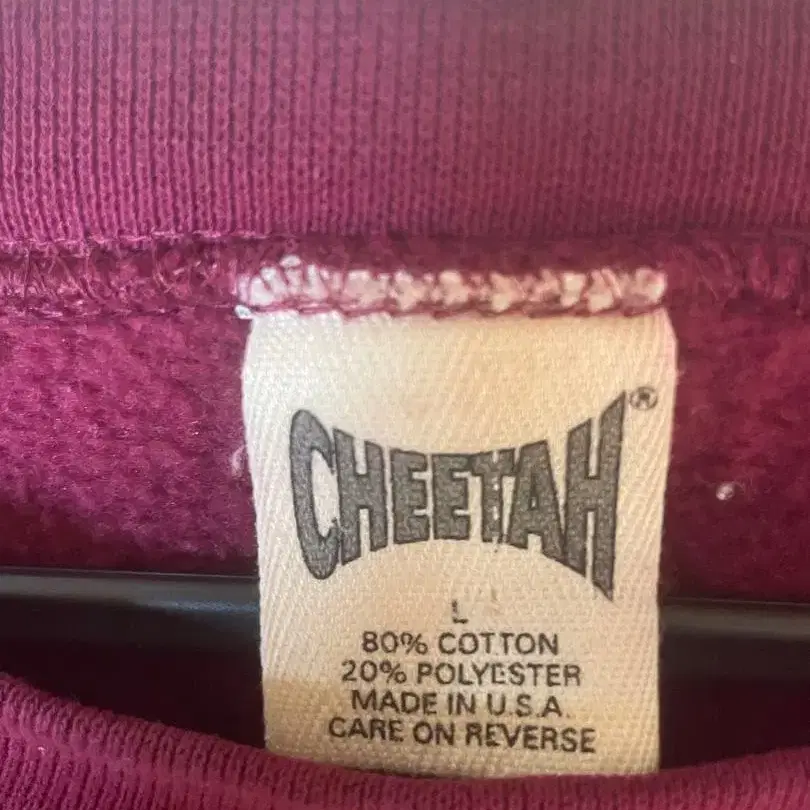 CHEETAH®
L
80% COTTON
20% POLYESTER
MADE IN U.S.A.
CARE ON REVERSE